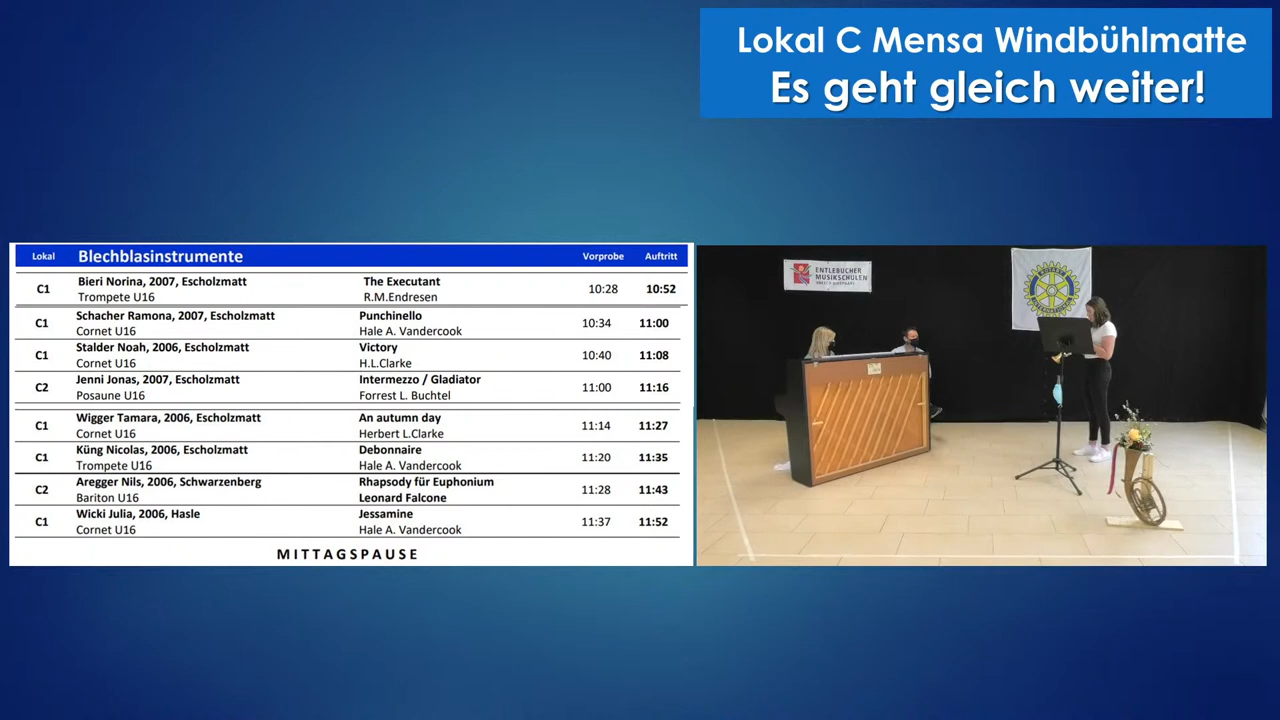 Lokal C Mensa Windbühlmatte
Es geht gleich weiter!
Lokal Blechblasinstrumente Vorprobe Auftritt
C1 Bieri Norina, 2007, Escholzmatt The Executant 10:28 10:52
Trompete U16 R.M.Endresen
C1 Schacher Ramona, 2007, Escholzmatt Punchinello 10:34 11:00
Cornet U16 Hale A. Vandercook
C1 Stalder Noah, 2006, Escholzmatt Victory 10:40 11:08
Cornet U16 H.L.Clarke
C2 Jenni Jonas, 2007, Escholzmatt Intermezzo / Gladiator 11:00 11:16
Posaune U16 Forrest L. Buchtel
C1 Wigger Tamara, 2006, Escholzmatt An autumn day 11:14 11:27
Cornet U16 Herbert L.Clarke
C1 Küng Nicolas, 2006, Escholzmatt Debonnaire 11:20 11:35
Trompete U16 Hale A. Vandercook
C2 Aregger Nils, 2006, Schwarzenberg Rhapsody für Euphonium 11:28 11:43
Bariton U16 Leonard Falcone
C1 Wicki Julia, 2006, Hasle Jessamine 11:37 11:52
Cornet U16 Hale A. Vandercook
MITTAGSPAUSE
ENTLEBUCHER
MUSIKSCHULEN
ROTARY
INTERNATIONAL